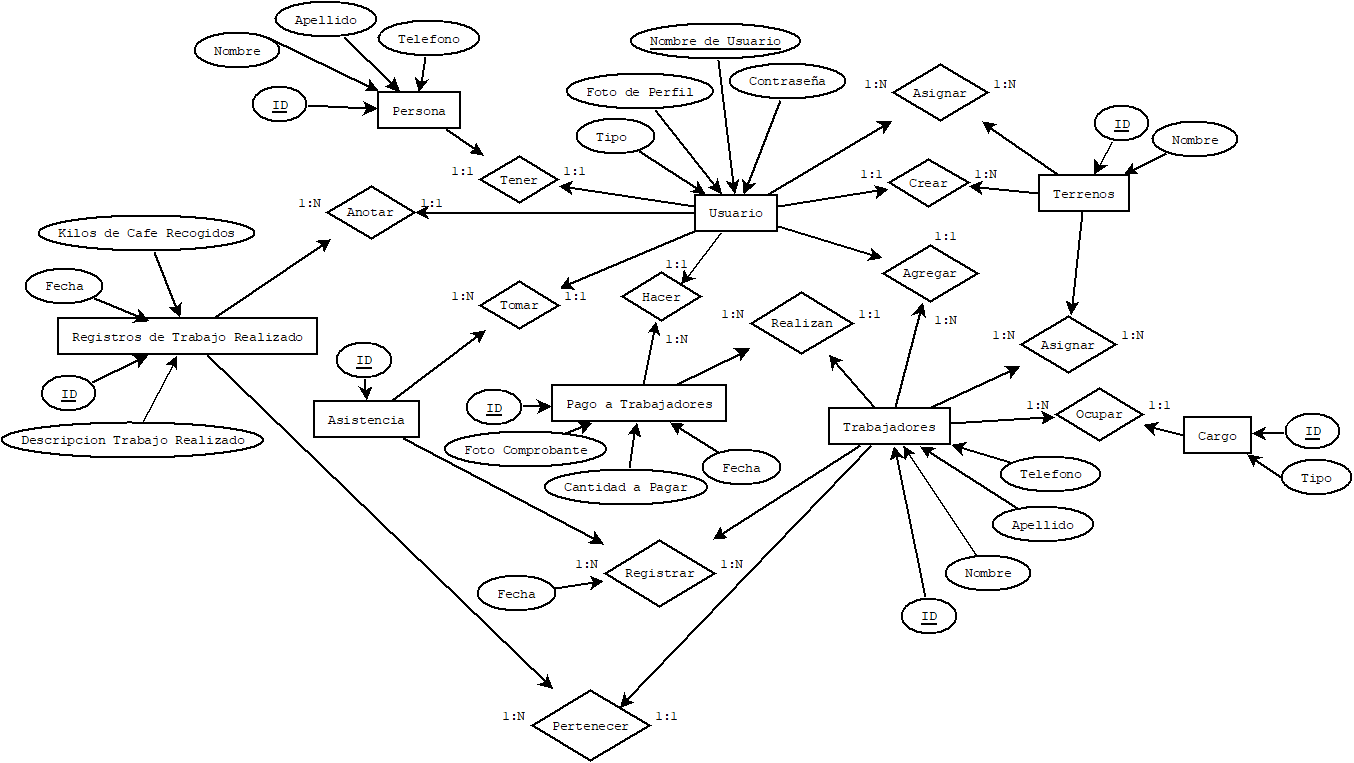 Apellido
Nombre
Telefono
ID
Persona
Nombre de Usuario
Foto de Perfil
Contraseña
Tipo
1:N
Asignar
1:N
ID
Nombre
1:1
Tener
1:1
1:1
Crear
1:N
Terrenos
1:N
Anotar
1:1
Usuario
Kilos de Cafe Recogidos
1:1
Agregar
1:N
Fecha
1:N
Tomar
1:1
1:1
Hacer
1:N
1:N
Realizan
1:1
Registros de Trabajo Realizado
1:N
Asignar
1:N
ID
ID
Descripcion Trabajo Realizado
Asistencia
ID
Pago a Trabajadores
Foto Comprobante
Cantidad a Pagar
Fecha
Trabajadores
1:N
Ocupar
1:1
Cargo
ID
Tipo
Telefono
Apellido
Nombre
ID
1:N
Registrar
1:N
Fecha
1:N
Pertenecer
1:1